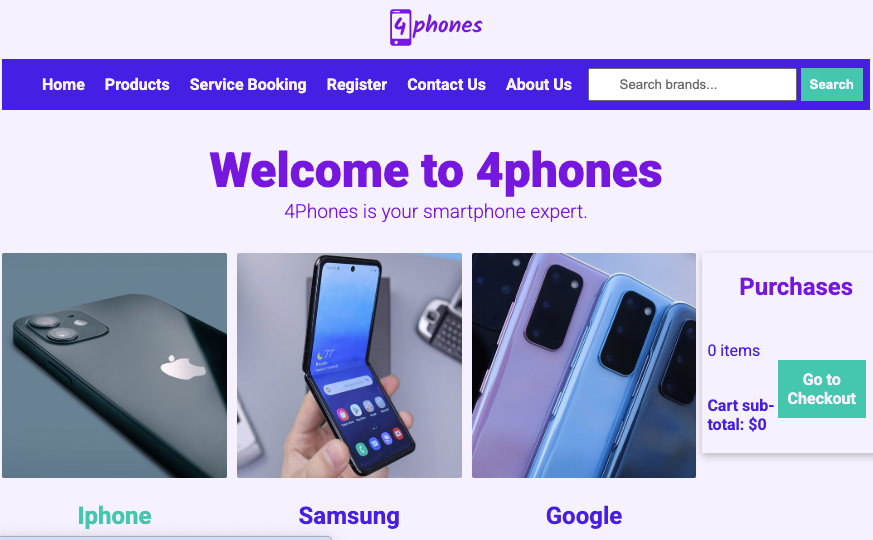 4phones
Home Products Service Booking Register Contact Us About Us Search brands... Search
Welcome to 4phones
4Phones is your smartphone expert.
77°
Purchases
0 items
Go to
Checkout
Cart sub-
total: $0
Iphone Samsung Google